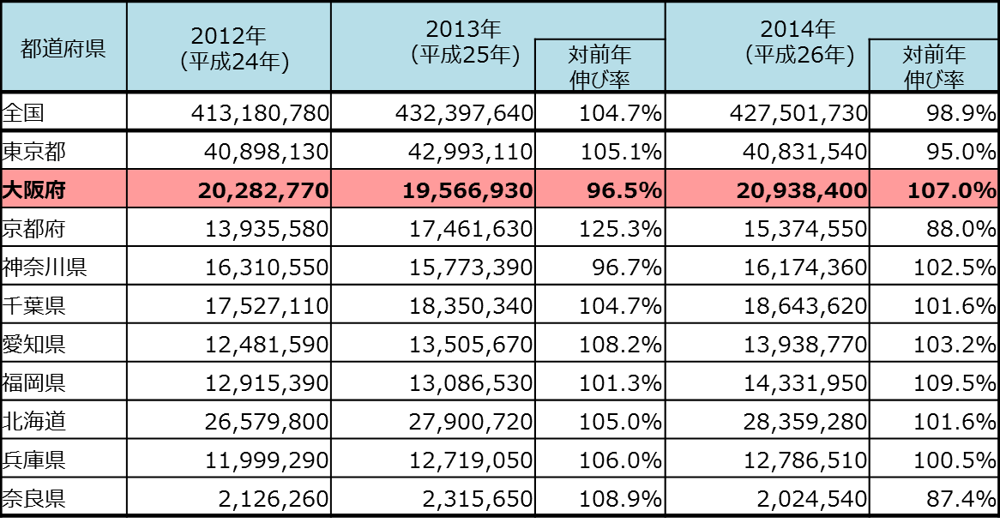 都道府県 2012年 (平成24年) 2013年 (平成25年) 対前年 伸び率 2014年 (平成26年) 対前年 伸び率
全国 413,180,780 432,397,640 104.7% 427,501,730 98.9%
東京都 40,898,130 42,993,110 105.1% 40,831,540 95.0%
大阪府 20,282,770 19,566,930 96.5% 20,938,400 107.0%
京都府 13,935,580 17,461,630 125.3% 15,374,550 88.0%
神奈川県 16,310,550 15,773,390 96.7% 16,174,360 102.5%
千葉県 17,527,110 18,350,340 104.7% 18,643,620 101.6%
愛知県 12,481,590 13,505,670 108.2% 13,938,770 103.2%
福岡県 12,915,390 13,086,530 101.3% 14,331,950 109.5%
北海道 26,579,800 27,900,720 105.0% 28,359,280 101.6%
兵庫県 11,999,290 12,719,050 106.0% 12,786,510 100.5%
奈良県 2,126,260 2,315,650 108.9% 2,024,540 87.4%